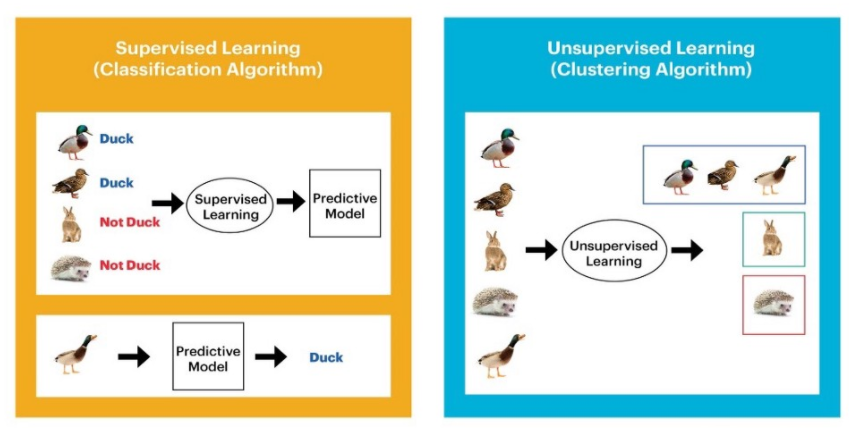 Supervised Learning
(Classification Algorithm)
Duck
Duck
Not Duck
Not Duck
Supervised
Learning
Predictive
Model
Predictive
Model
Duck
Unsupervised Learning
(Clustering Algorithm)
Unsupervised
Learning